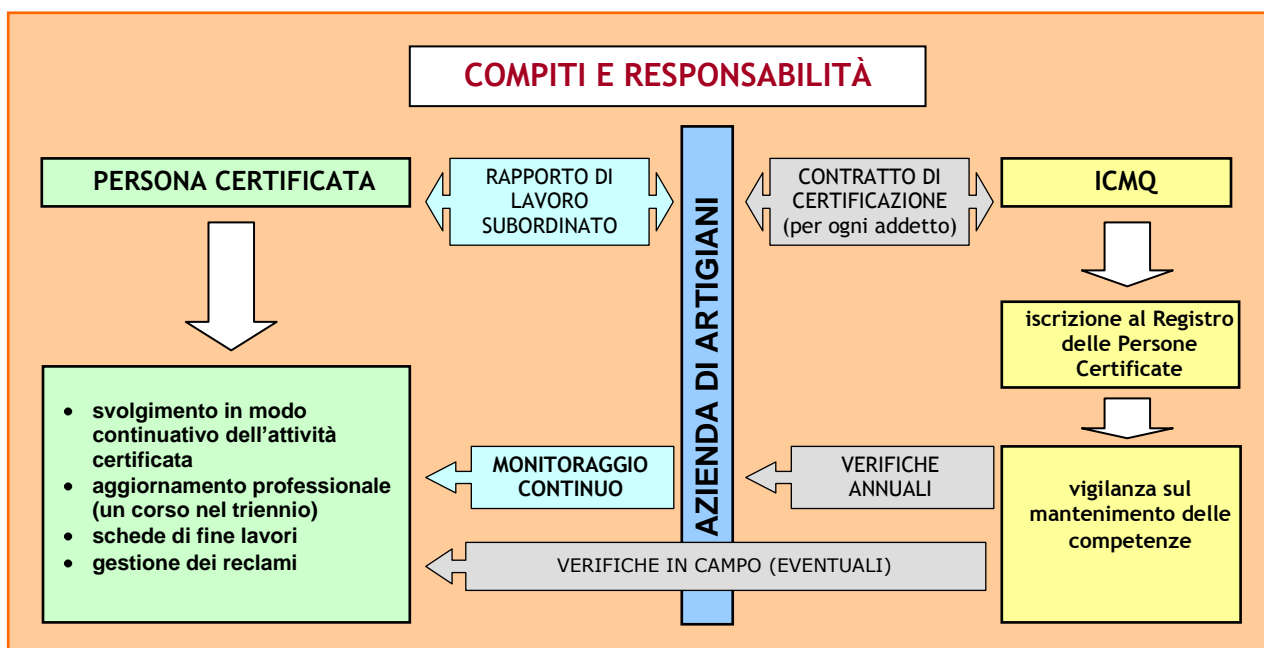 COMPITI E RESPONSABILITÀ
PERSONA CERTIFICATA
RAPPORTO DI
LAVORO
SUBORDINATO
AZIENDA DI ARTIGIANI
CONTRATTO DI
CERTIFICAZIONE
(per ogni addetto)
ICMQ
iscrizione al Registro
delle Persone
Certificate
• svolgimento in modo
continuativo dell'attività
certificata
• aggiornamento professionale
(un corso nel triennio)
• schede di fine lavori
• gestione dei reclami
MONITORAGGIO
CONTINUO
VERIFICHE
ANNUALI
vigilanza sul
mantenimento delle
competenze
VERIFICHE IN CAMPO (EVENTUALI)